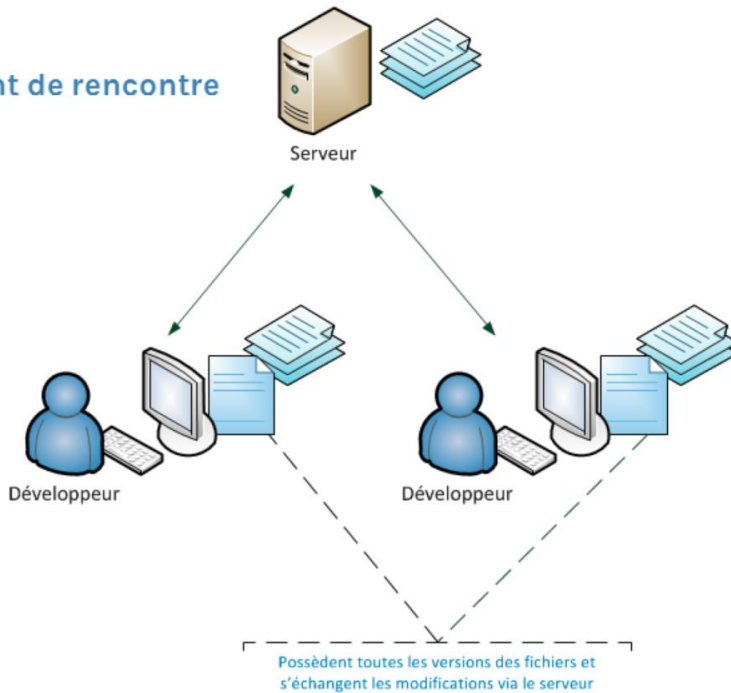 nt de rencontre
Serveur
Développeur
Développeur
Possèdent toutes les versions des fichiers et
s'échangent les modifications via le serveur